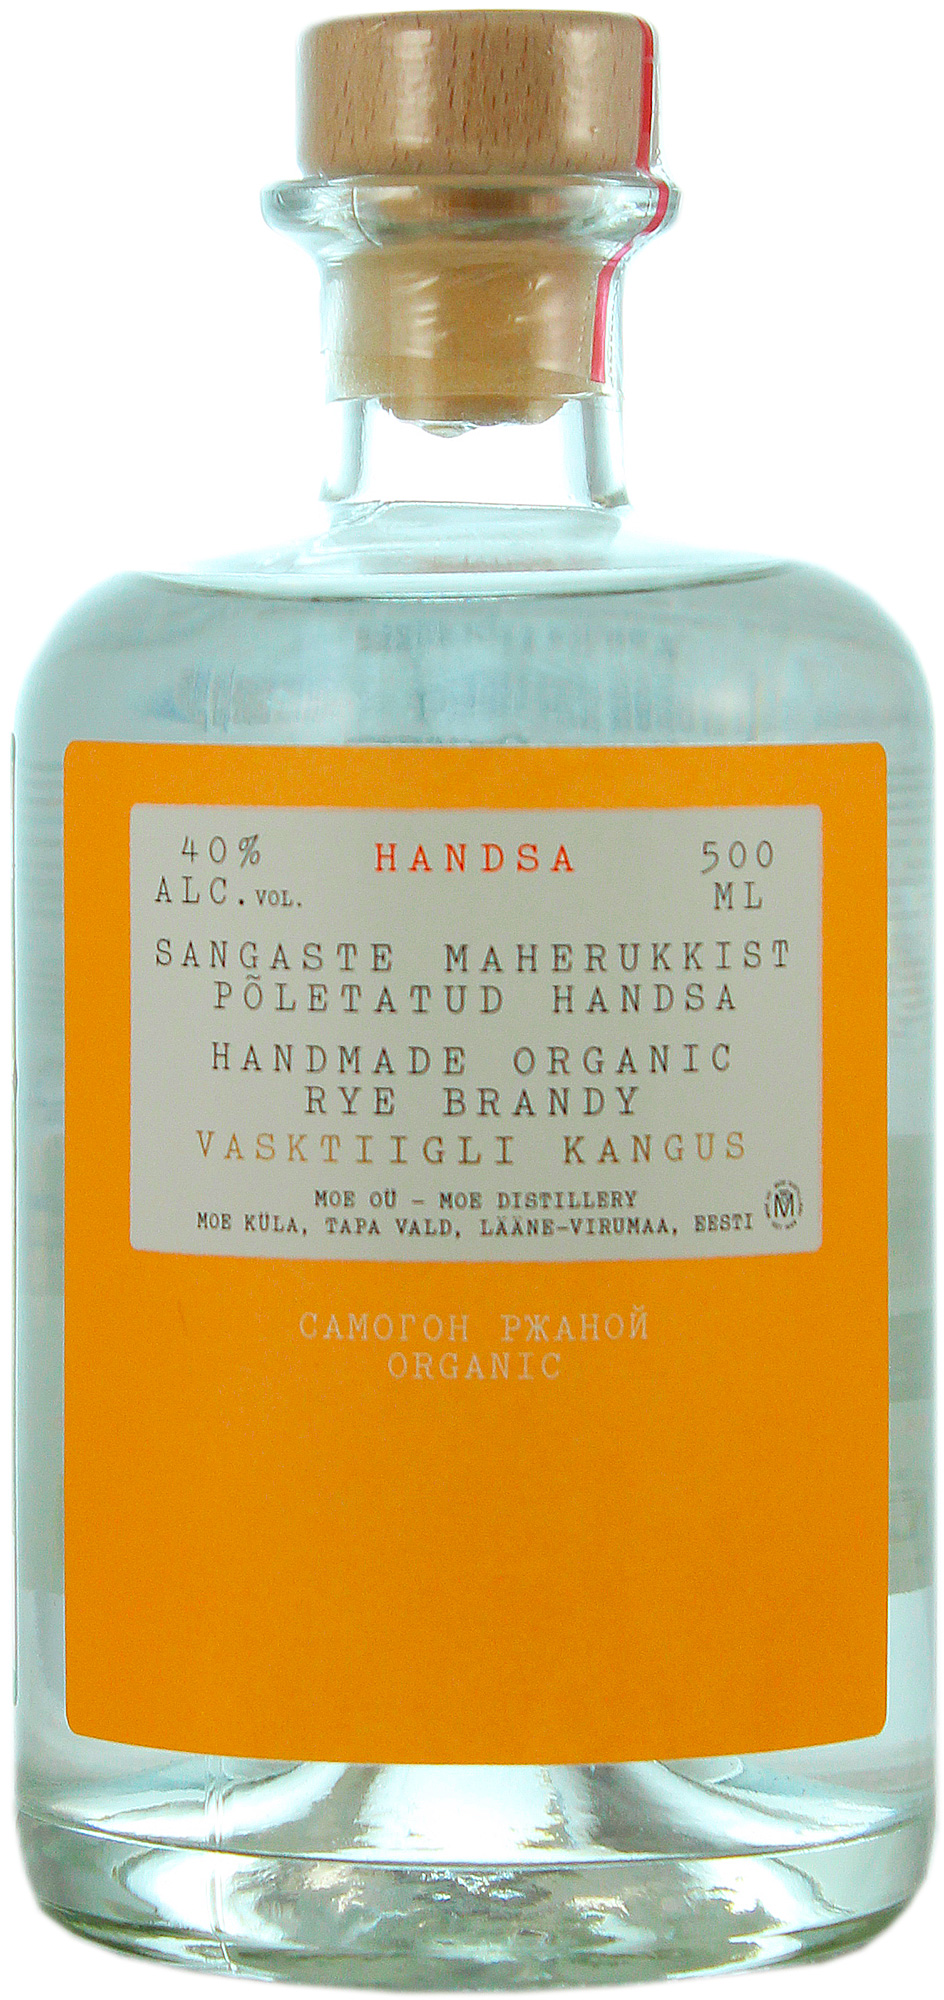 40% HANDSA 500
ALC.VOL. ML
SANGASTE MAHERUKKIST
PÕLETATUD HANDSA
HANDMADE ORGANIC
RYE BRANDY
VASKTIIGLI KANGUS
MOE OÜ – MOE DISTILLERY
MOE KÜLA, TAPA VALD, LÄÄNE-VIRUMAA, EESTI
M
САМОГОН РЖАНОЙ
ORGANIC